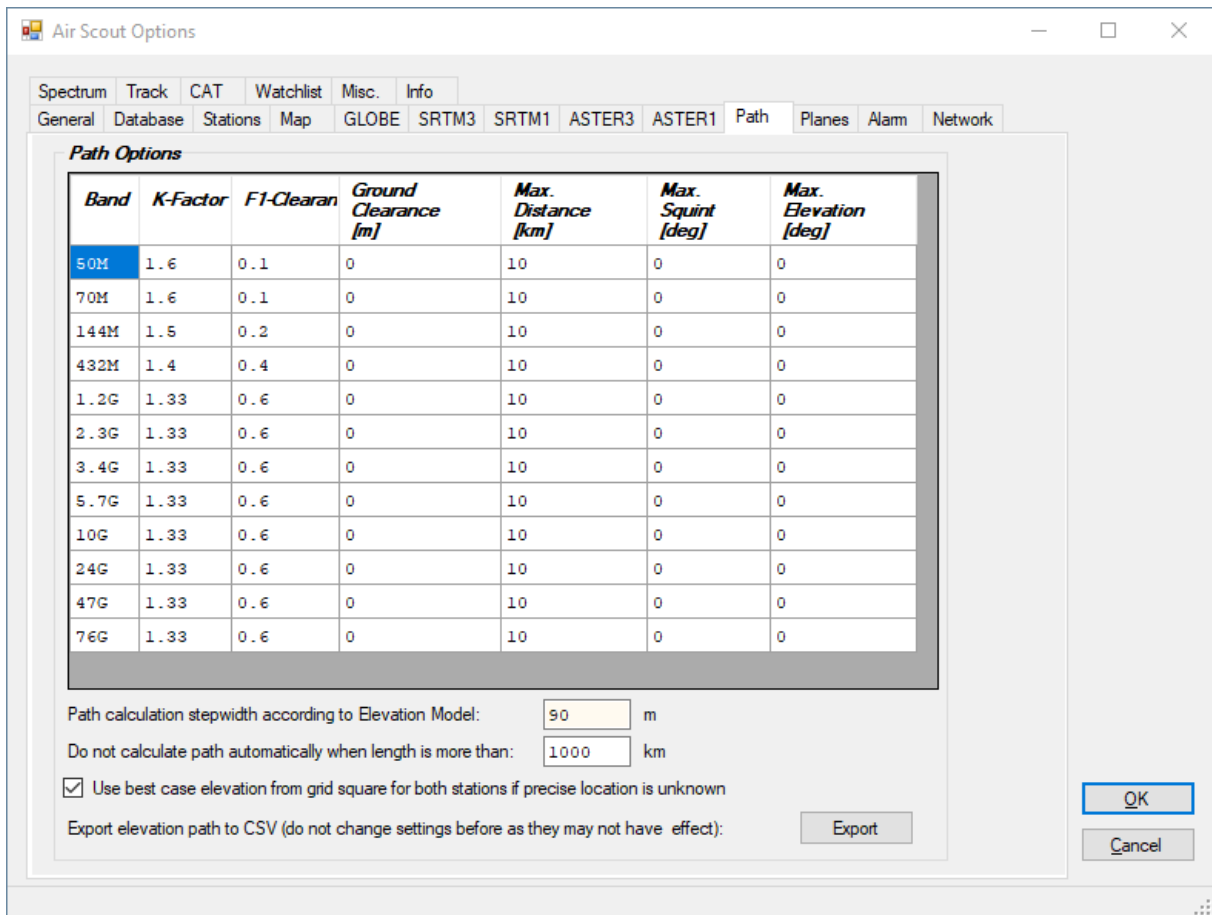 Air Scout Options
Spectrum Track CAT Watchlist Misc. Info
General Database Stations Map GLOBE SRTM3 SRTM1 ASTER3 ASTER1 Path Planes Alarm Network
Path Options
Band K-Factor F1-Clearan Ground Clearance [m] Max. Distance [km] Max. Squint [deg] Max. Elevation [deg]
50M 1.6 0.1 0 10 0 0
70M 1.6 0.1 0 10 0 0
144M 1.5 0.2 0 10 0 0
432M 1.4 0.4 0 10 0 0
1.2G 1.33 0.6 0 10 0 0
2.3G 1.33 0.6 0 10 0 0
3.4G 1.33 0.6 0 10 0 0
5.7G 1.33 0.6 0 10 0 0
10G 1.33 0.6 0 10 0 0
24G 1.33 0.6 0 10 0 0
47G 1.33 0.6 0 10 0 0
76G 1.33 0.6 0 10 0 0
Path calculation stepwidth according to Elevation Model: 90 m
Do not calculate path automatically when length is more than: 1000 km
Use best case elevation from grid square for both stations if precise location is unknown
OK
Export elevation path to CSV (do not change settings before as they may not have effect): Export
Cancel